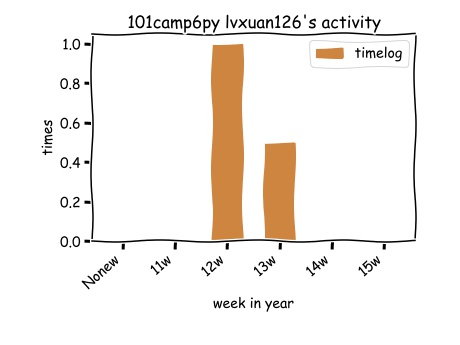 101camp6py lvxuan126's activity
timelog
times
1.0
0.8
0.6
0.4
0.2
0.0
Nonew 11w 12w 13w 14w 15w
week in year